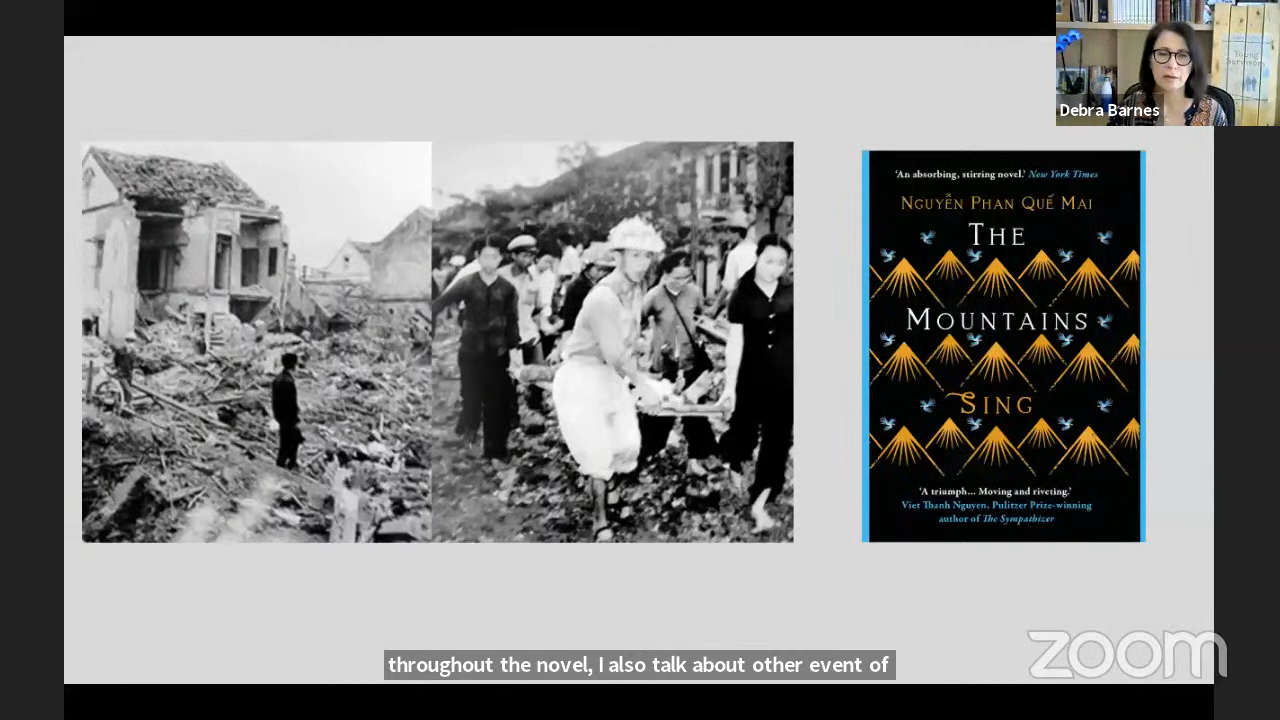 Young
Survivors
Debra Barnes
'An absorbing, stirring novel.' New York Times
NGUYỄN PHAN QUẾ MAI
THE
MOUNTAINS
SING
'A triumph... Moving and riveting.'
Viet Thanh Nguyen, Pulitzer Prize-winning
author of The Sympathizer
throughout the novel, I also talk about other event of
zoom